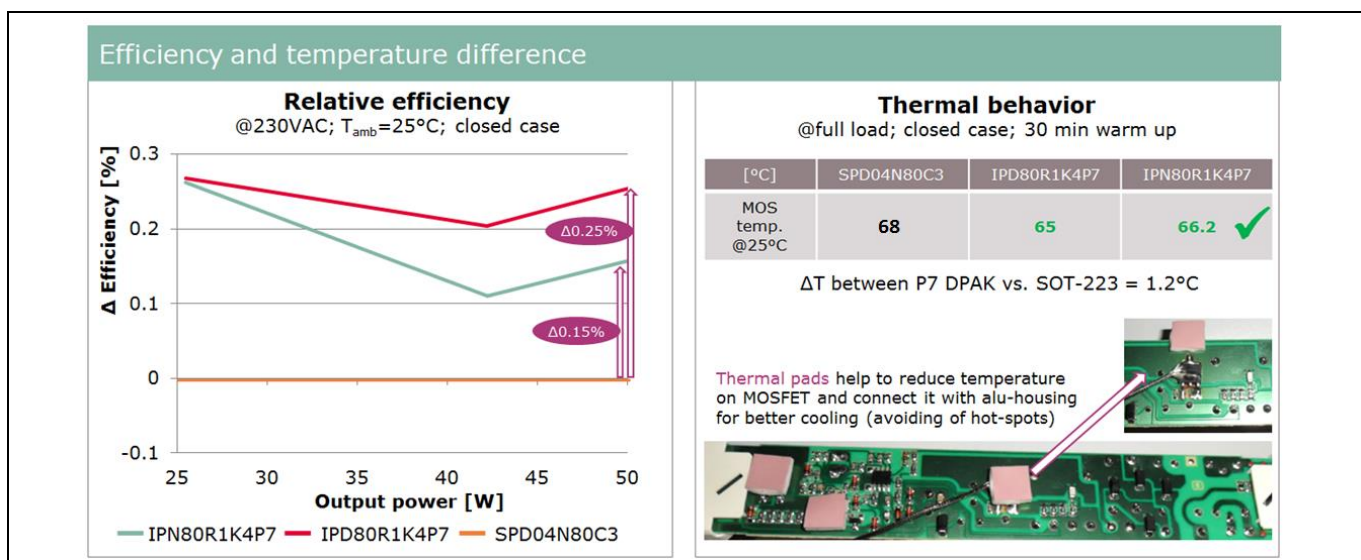 Efficiency and temperature difference
Relative efficiency
@230VAC; Tamb=25°C; closed case
Δ Efficiency [%]
0.3
0.2
0.1
0
-0.1
25
30
35
40
45
50
Output power [W]
Δ0.25%
Δ0.15%
IPN80R1K4P7
IPD80R1K4P7
SPD04N80C3
Thermal behavior
@full load; closed case; 30 min warm up
[°C] SPD04N80C3 IPD80R1K4P7 IPN80R1K4P7
MOS
temp.
@25°C
68 65 66.2
ΔT between P7 DPAK vs. SOT-223 = 1.2°C
Thermal pads help to reduce temperature
on MOSFET and connect it with alu-housing
for better cooling (avoiding of hot-spots)